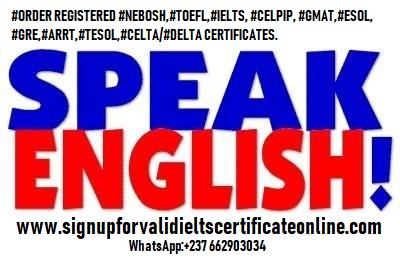 #ORDER REGISTERED #NEBOSH,#TOEFL,#IELTS, #CELPIP, #GMAT,#ESOL,
#GRE,#ARRT,#TESOL,#CELTA/#DELTA CERTIFICATES.
SPEAK
ENGLISH!
www.signupforvalidieltscertificateonline.com
WhatsApp:+237 662903034